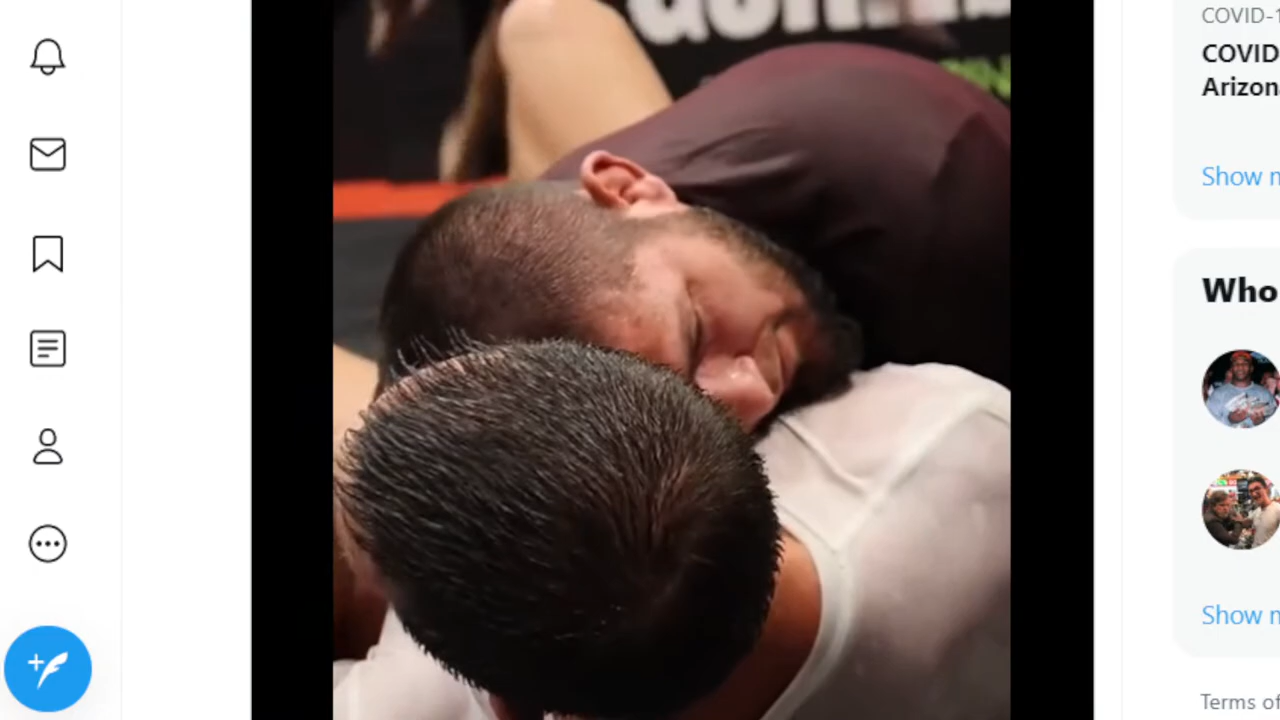 COVID-1
COVID
Arizon
Show m
Who
Show m
Terms of